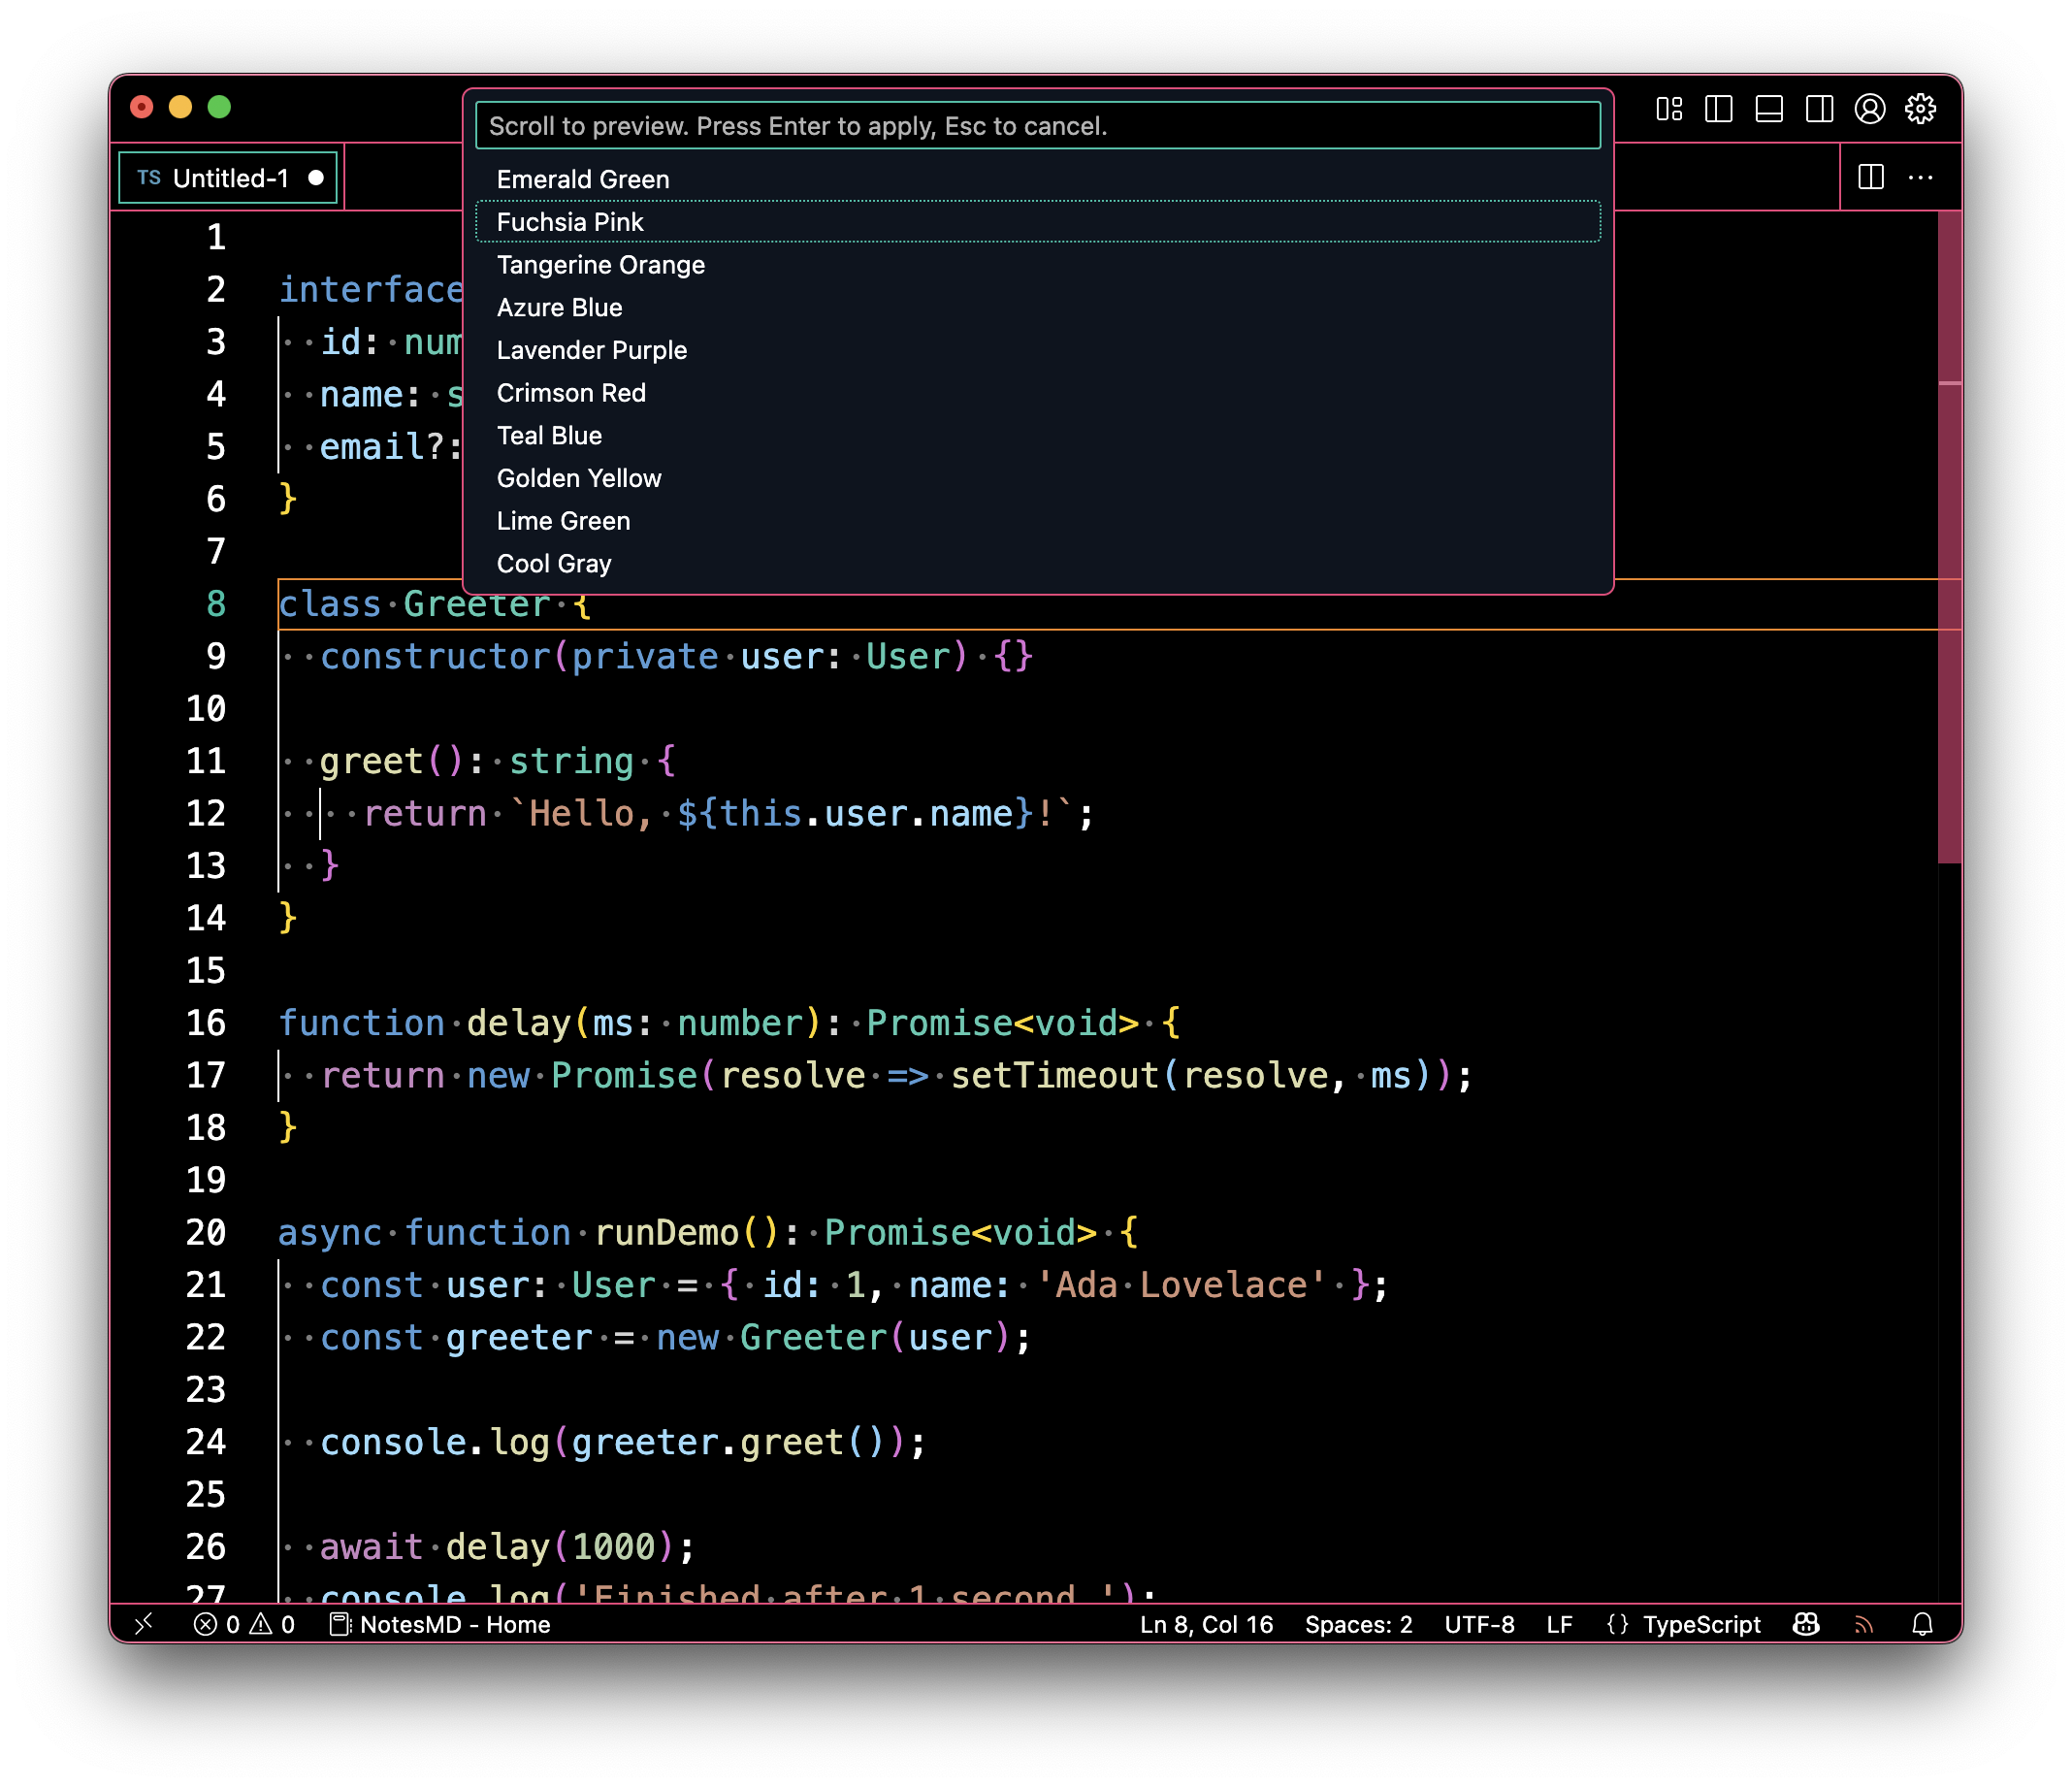 Scroll to preview. Press Enter to apply, Esc to cancel.
TS Untitled-1
Emerald Green
Fuchsia Pink
Tangerine Orange
Azure Blue
Lavender Purple
Crimson Red
Teal Blue
Golden Yellow
Lime Green
Cool Gray
1
2 interface
3 ··id:·num
4 ··name:·s
5 ··email?:
6 }
7
8 class·Greeter·{
9 ··constructor(private·user:·User)·{}
10
11 ··greet():·string·{
12 ····return·`Hello,·${this.user.name}!`;
13 ··}
14 }
15
16 function·delay(ms:·number):·Promise<void>·{
17 ··return·new·Promise(resolve·=>·setTimeout(resolve,·ms));
18 }
19
20 async·function·runDemo():·Promise<void>·{
21 ··const·user:·User·=·{·id:·1,·name:·'Ada·Lovelace'·};
22 ··const·greeter·=·new·Greeter(user);
23
24 ··console.log(greeter.greet());
25
26 ··await·delay(1000);
27 ··console.log('Finished·after·1·second.');
0 0 NotesMD - Home Ln 8, Col 16 Spaces: 2 UTF-8 LF {} TypeScript